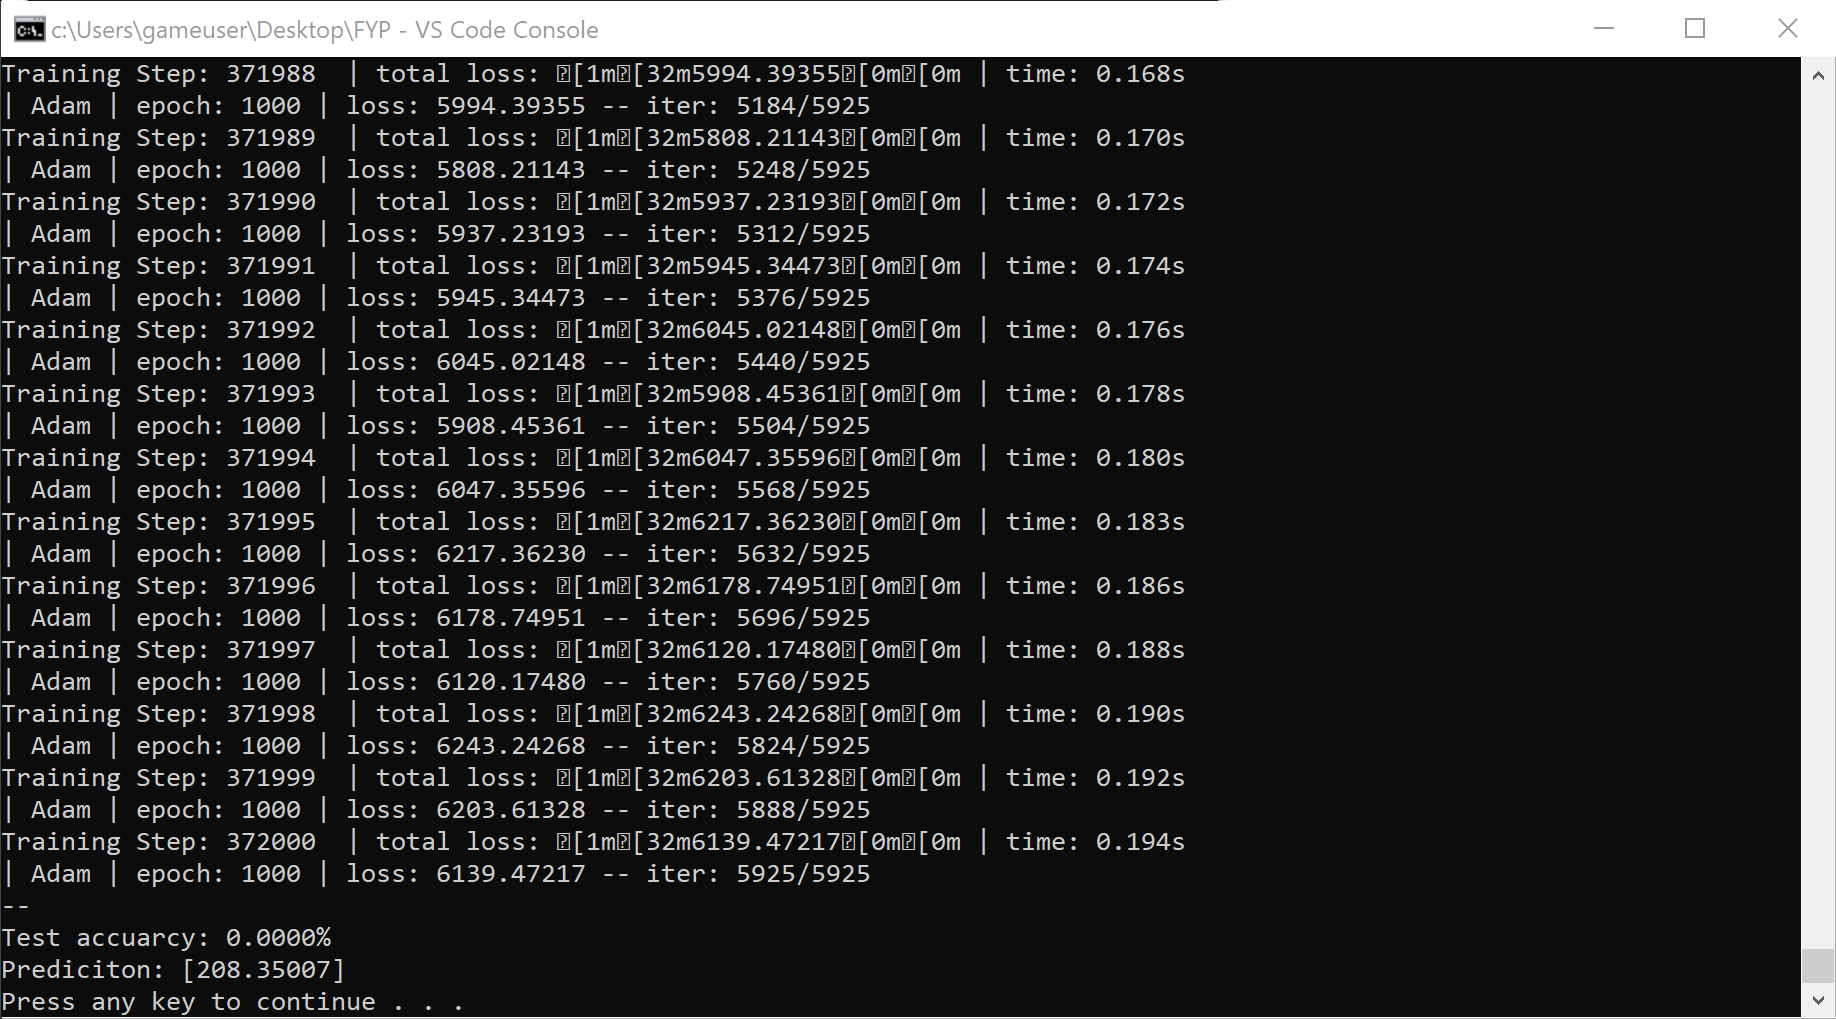 c:\Users\gameuser\Desktop\FYP - VS Code Console
Training Step: 371988  | total loss: �[1m�[32m5994.39355�[0m�[0m | time: 0.168s
| Adam | epoch: 1000 | loss: 5994.39355 -- iter: 5184/5925
Training Step: 371989  | total loss: �[1m�[32m5808.21143�[0m�[0m | time: 0.170s
| Adam | epoch: 1000 | loss: 5808.21143 -- iter: 5248/5925
Training Step: 371990  | total loss: �[1m�[32m5937.23193�[0m�[0m | time: 0.172s
| Adam | epoch: 1000 | loss: 5937.23193 -- iter: 5312/5925
Training Step: 371991  | total loss: �[1m�[32m5945.34473�[0m�[0m | time: 0.174s
| Adam | epoch: 1000 | loss: 5945.34473 -- iter: 5376/5925
Training Step: 371992  | total loss: �[1m�[32m6045.02148�[0m�[0m | time: 0.176s
| Adam | epoch: 1000 | loss: 6045.02148 -- iter: 5440/5925
Training Step: 371993  | total loss: �[1m�[32m5908.45361�[0m�[0m | time: 0.178s
| Adam | epoch: 1000 | loss: 5908.45361 -- iter: 5504/5925
Training Step: 371994  | total loss: �[1m�[32m6047.35596�[0m�[0m | time: 0.180s
| Adam | epoch: 1000 | loss: 6047.35596 -- iter: 5568/5925
Training Step: 371995  | total loss: �[1m�[32m6217.36230�[0m�[0m | time: 0.183s
| Adam | epoch: 1000 | loss: 6217.36230 -- iter: 5632/5925
Training Step: 371996  | total loss: �[1m�[32m6178.74951�[0m�[0m | time: 0.186s
| Adam | epoch: 1000 | loss: 6178.74951 -- iter: 5696/5925
Training Step: 371997  | total loss: �[1m�[32m6120.17480�[0m�[0m | time: 0.188s
| Adam | epoch: 1000 | loss: 6120.17480 -- iter: 5760/5925
Training Step: 371998  | total loss: �[1m�[32m6243.24268�[0m�[0m | time: 0.190s
| Adam | epoch: 1000 | loss: 6243.24268 -- iter: 5824/5925
Training Step: 371999  | total loss: �[1m�[32m6203.61328�[0m�[0m | time: 0.192s
| Adam | epoch: 1000 | loss: 6203.61328 -- iter: 5888/5925
Training Step: 372000  | total loss: �[1m�[32m6139.47217�[0m�[0m | time: 0.194s
| Adam | epoch: 1000 | loss: 6139.47217 -- iter: 5925/5925
--
Test accuarcy: 0.0000%
Prediciton: [208.35007]
Press any key to continue . . .